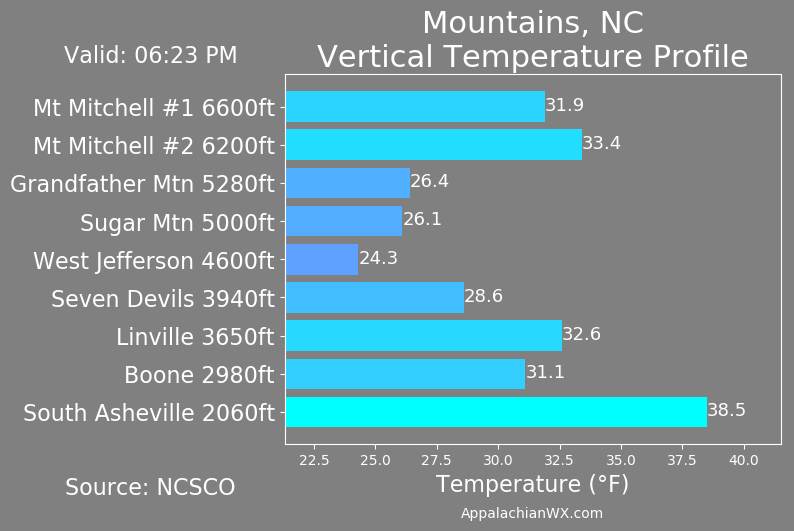 Mountains, NC
Vertical Temperature Profile
Valid: 06:23 PM
Mt Mitchell #1 6600ft
31.9
Mt Mitchell #2 6200ft
33.4
Grandfather Mtn 5280ft
26.4
Sugar Mtn 5000ft
26.1
West Jefferson 4600ft
24.3
Seven Devils 3940ft
28.6
Linville 3650ft
32.6
Boone 2980ft
31.1
South Asheville 2060ft
38.5
22.5 25.0 27.5 30.0 32.5 35.0 37.5 40.0
Temperature (°F)
Source: NCSCO
AppalachianWX.com